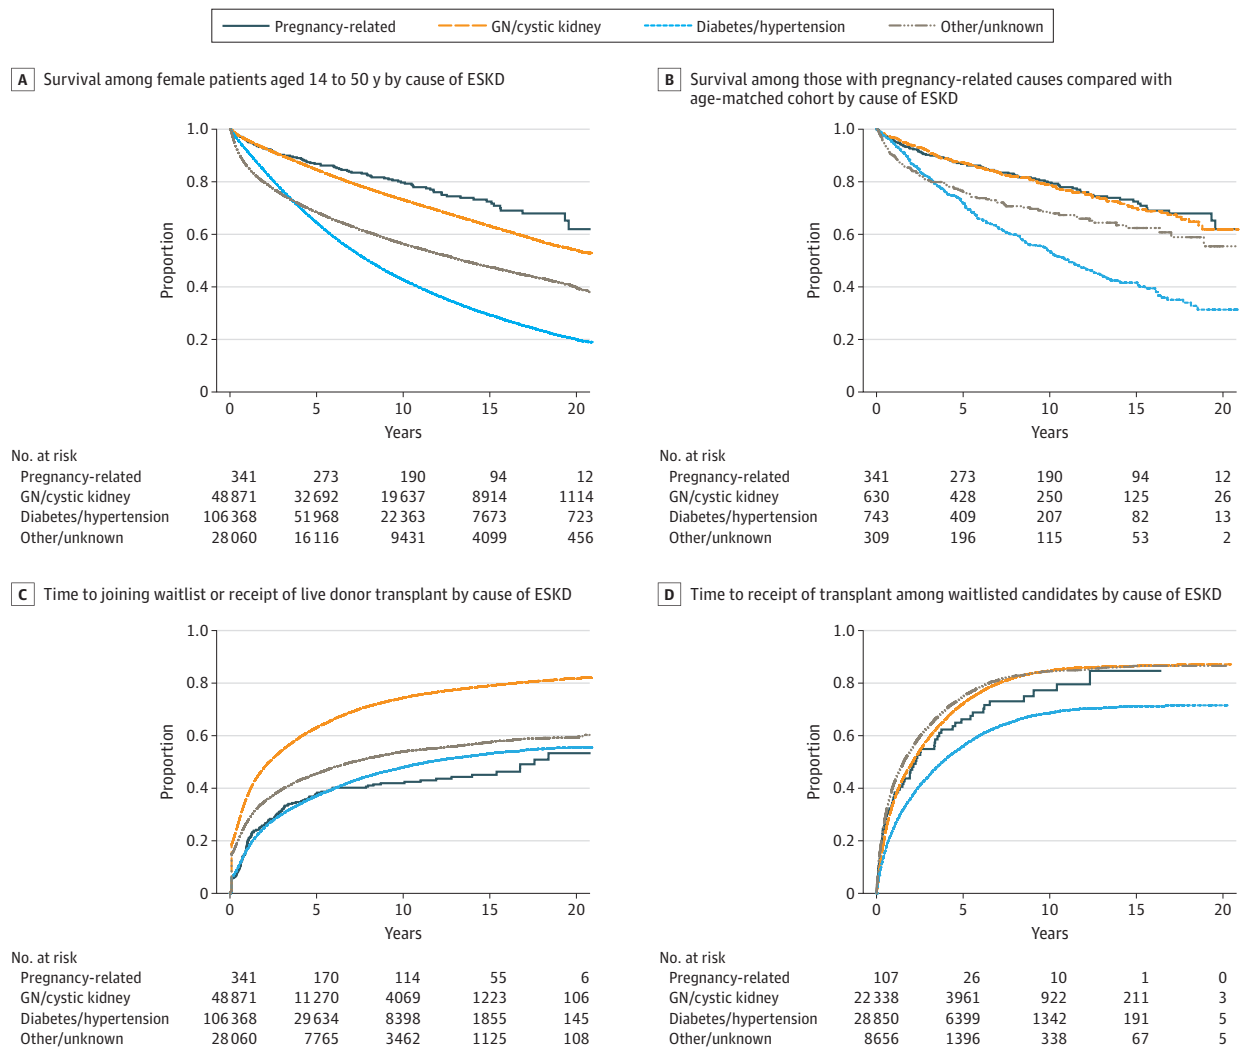 Pregnancy-related GN/cystic kidney Diabetes/hypertension Other/unknown
A Survival among female patients aged 14 to 50 y by cause of ESKD
1.0
0.8
0.6
0.4
0.2
0
Proportion
0 5 10 15 20
Years
No. at risk
Pregnancy-related 341 273 190 94 12
GN/cystic kidney 48 871 32 692 19 637 8914 1114
Diabetes/hypertension 106 368 51 968 22 363 7673 723
Other/unknown 28 060 16 116 9431 4099 456
B Survival among those with pregnancy-related causes compared with
age-matched cohort by cause of ESKD
1.0
0.8
0.6
0.4
0.2
0
Proportion
0 5 10 15 20
Years
No. at risk
Pregnancy-related 341 273 190 94 12
GN/cystic kidney 630 428 250 125 26
Diabetes/hypertension 743 409 207 82 13
Other/unknown 309 196 115 53 2
C Time to joining waitlist or receipt of live donor transplant by cause of ESKD
1.0
0.8
0.6
0.4
0.2
0
Proportion
0 5 10 15 20
Years
No. at risk
Pregnancy-related 341 170 114 55 6
GN/cystic kidney 48 871 11 270 4069 1223 106
Diabetes/hypertension 106 368 29 634 8398 1855 145
Other/unknown 28 060 7765 3462 1125 108
D Time to receipt of transplant among waitlisted candidates by cause of ESKD
1.0
0.8
0.6
0.4
0.2
0
Proportion
0 5 10 15 20
Years
No. at risk
Pregnancy-related 107 26 10 1 0
GN/cystic kidney 22 338 3961 922 211 3
Diabetes/hypertension 28 850 6399 1342 191 5
Other/unknown 8656 1396 338 67 5